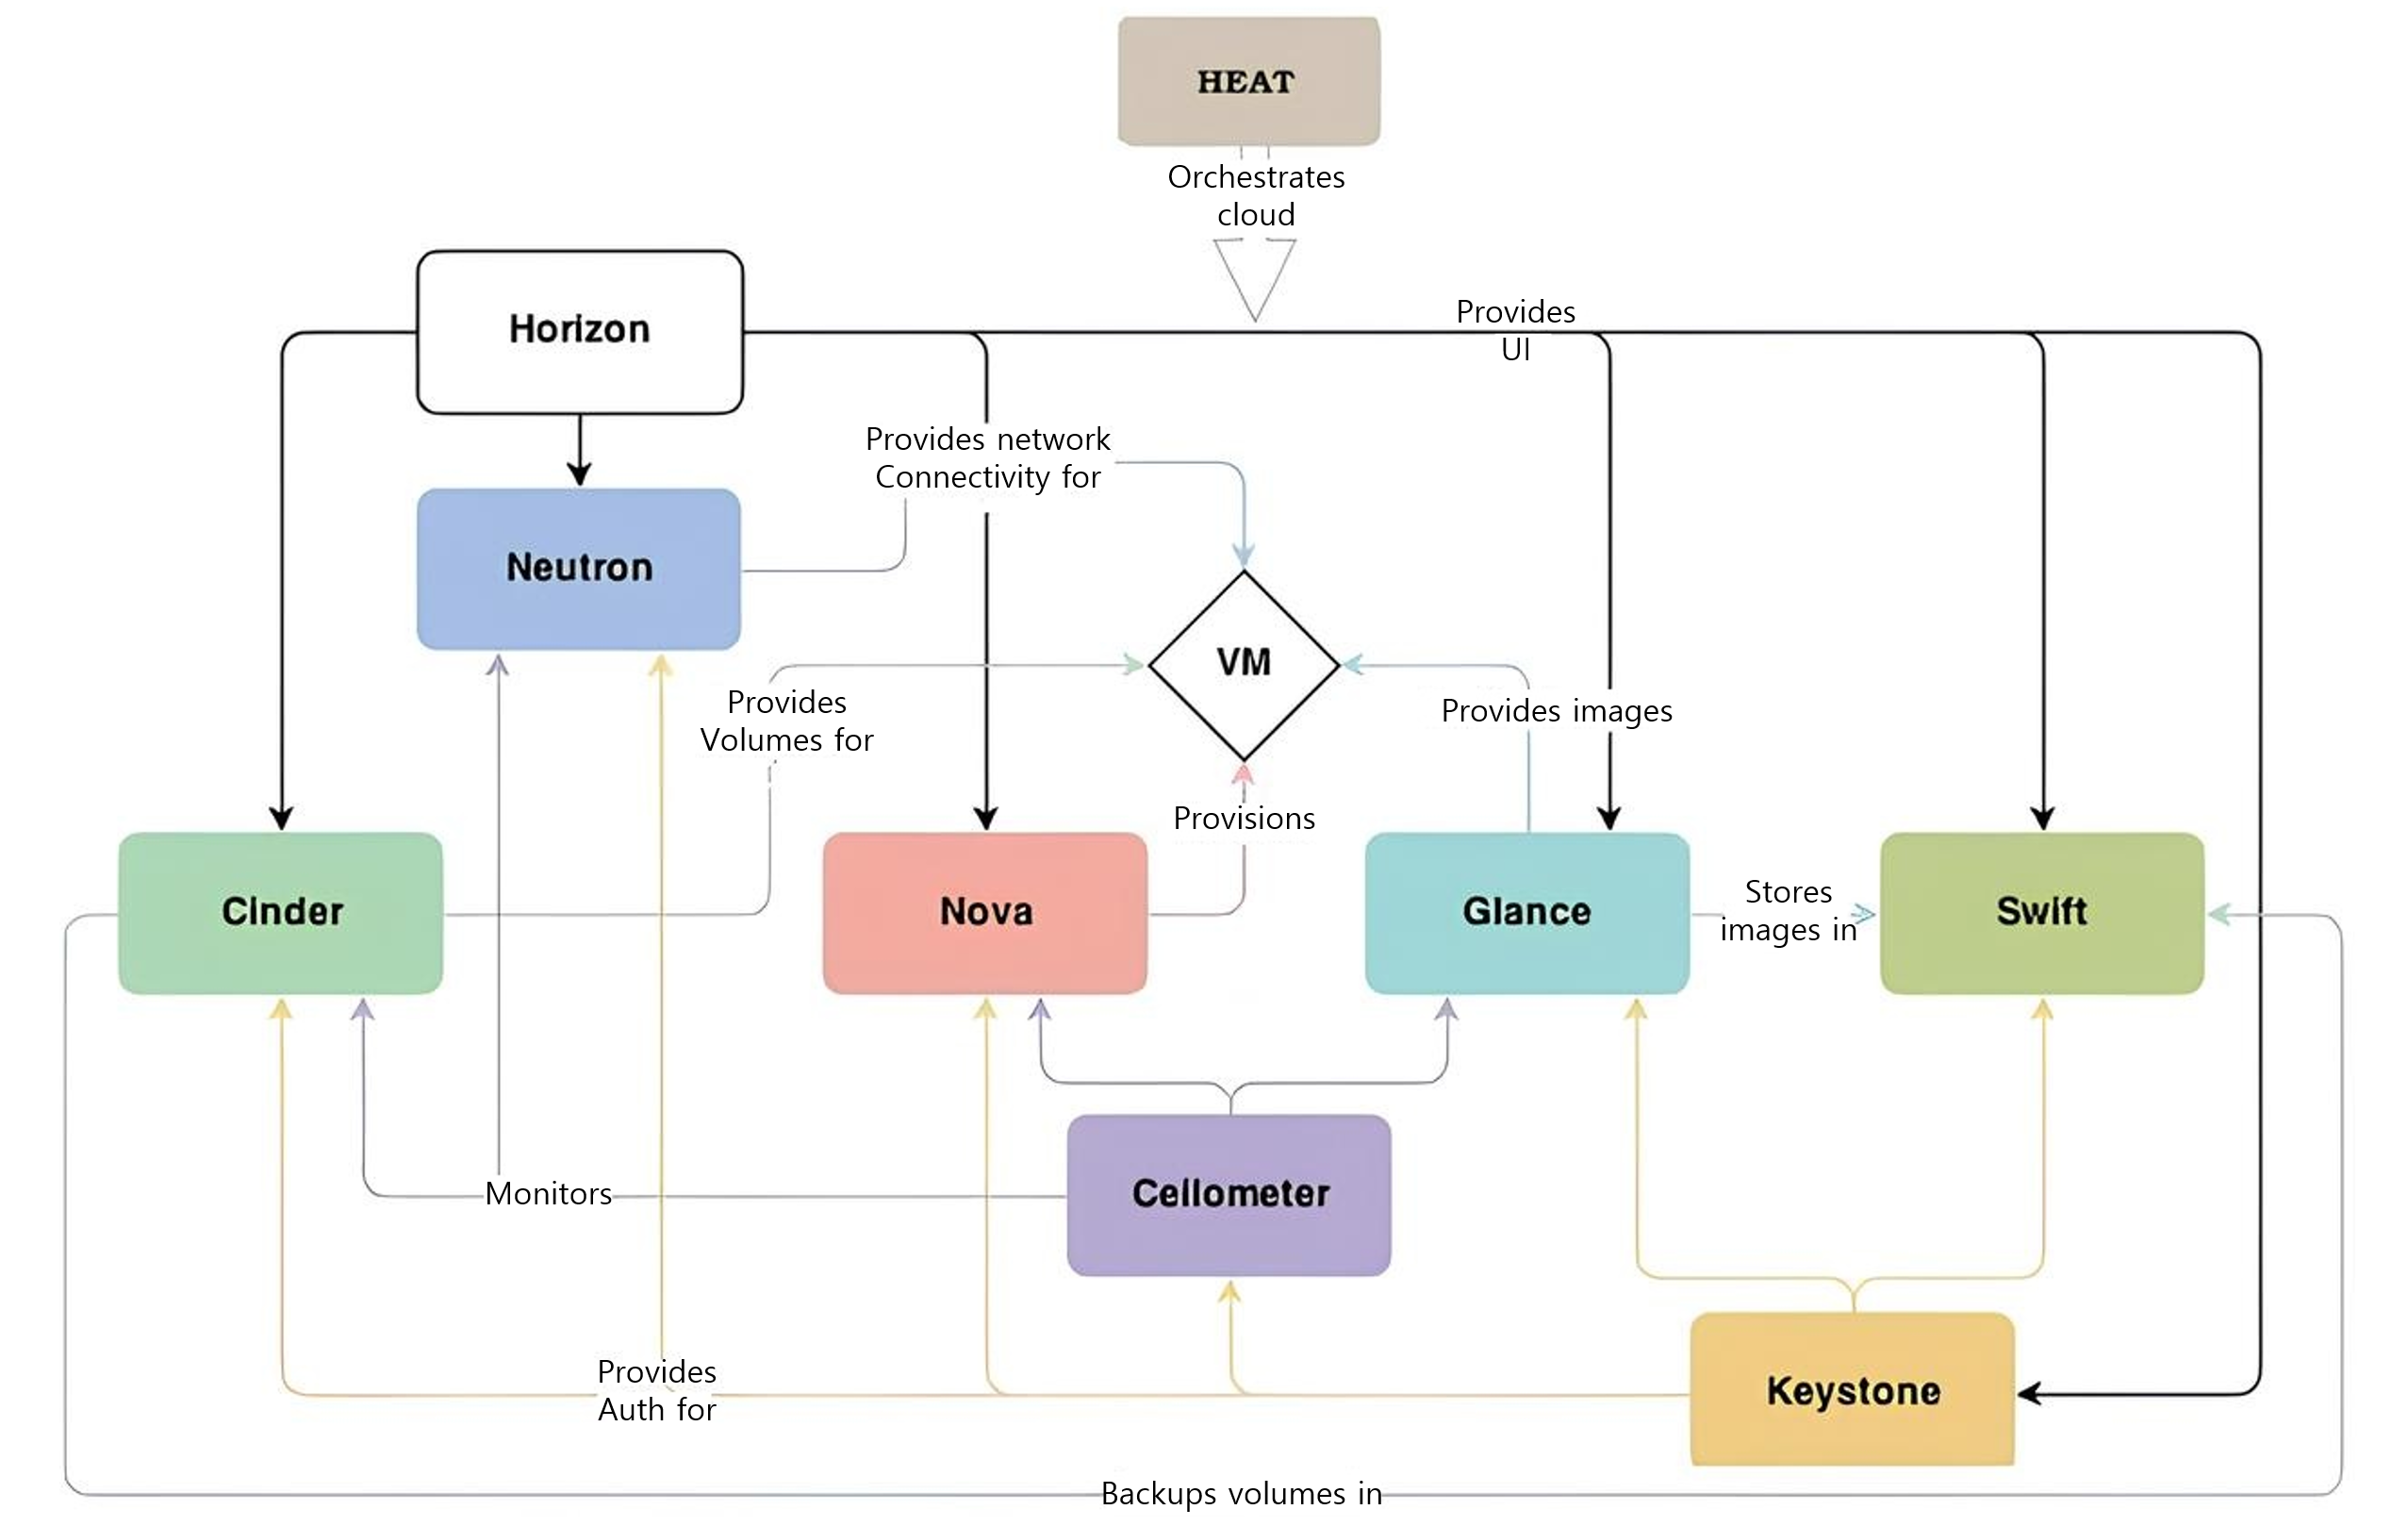 HEAT
Orchestrates
cloud
Horizon
Provides
UI
Provides network
Connectivity for
Neutron
VM
Provides
Volumes for
Provides images
Provisions
Cinder
Nova
Glance
Stores
images in
Swift
Cellometer
Monitors
Provides
Auth for
Keystone
Backups volumes in